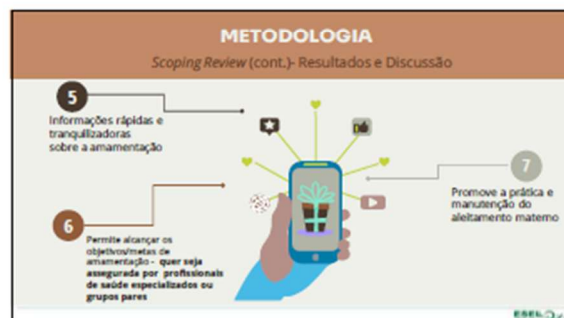 METODOLOGIA
Scoping Review (cont.)- Resultados e Discussão
5
Informações rápidas e
tranquilizadoras
sobre a amamentação
6
Permite alcançar os
objetivos/metas de
amamentação - quer seja
assegurada por profissionais
de saúde especializados ou
grupos pares
7
Promove a prática e
manutenção do
aleitamento materno
ESEL